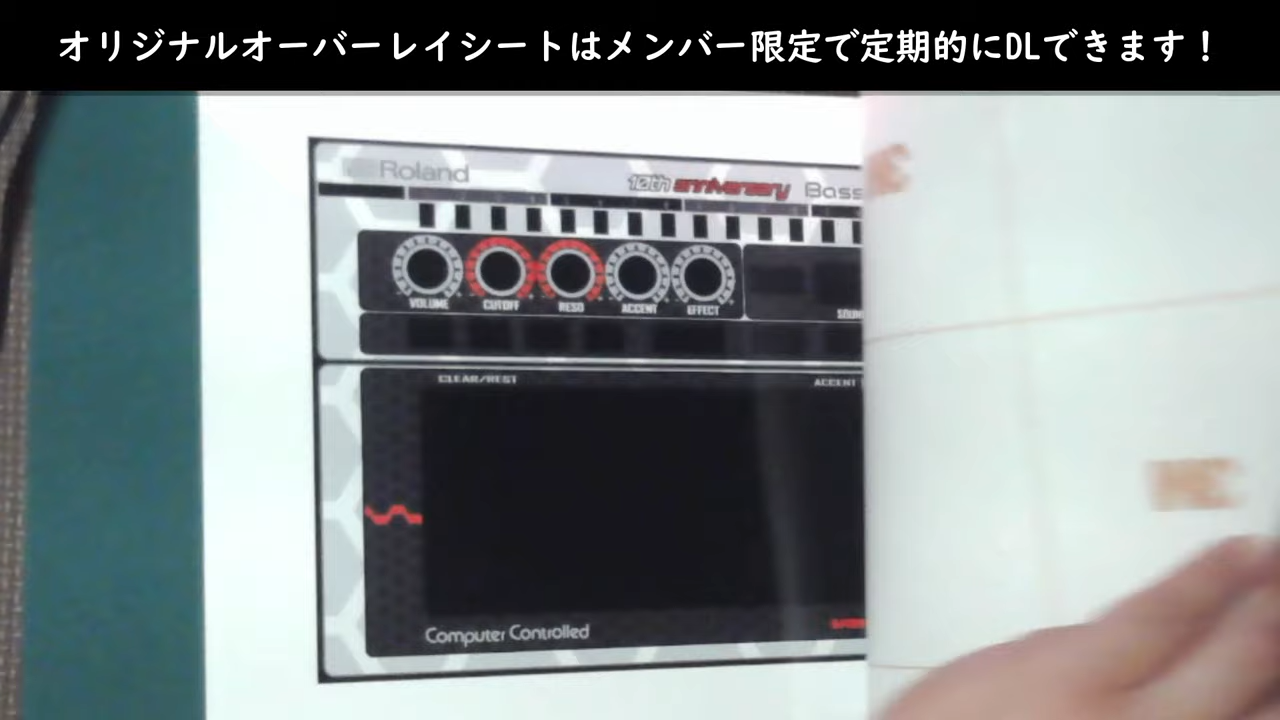 オリジナルオーバーレイシートはメンバー限定で定期的にDLできます！
Roland
10th anniversary Bass
VOLUME CUTOFF RESO ACCENT EFFECT
CLEAR/REST
ACCENT
Computer Controlled